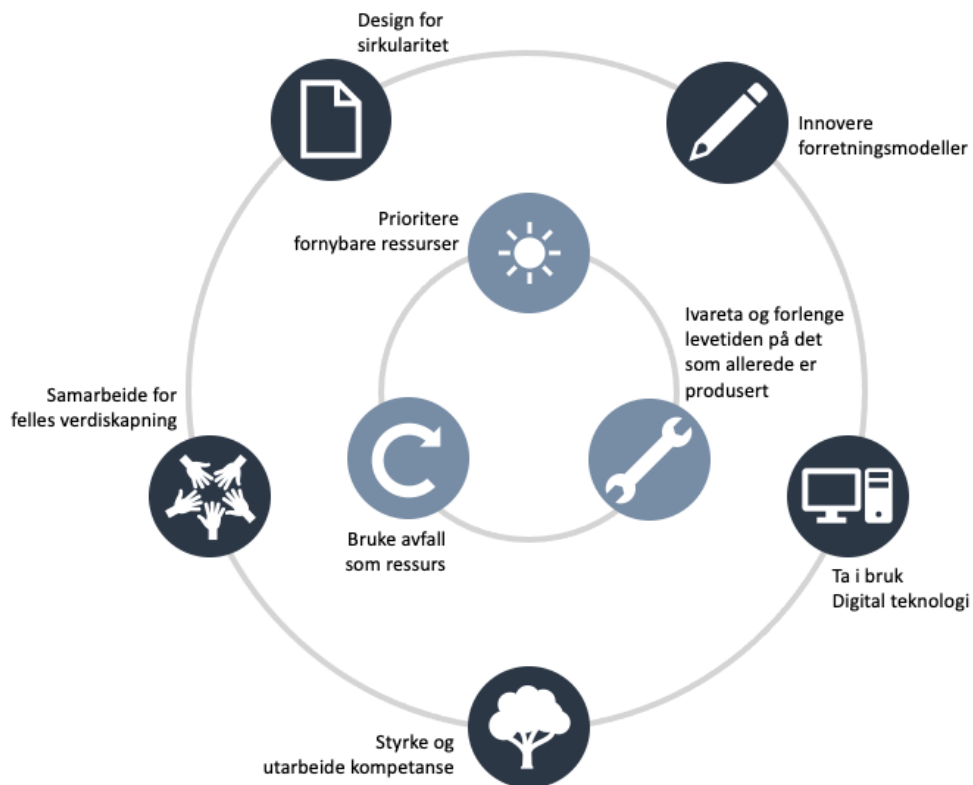 Design for
sirkularitet
Innovere
forretningsmodeller
Prioritere
fornybare ressurser
Ivareta og forlenge
levetiden på det
som allerede er
produsert
Samarbeide for
felles verdiskapning
Bruke avfall
som ressurs
Ta i bruk
Digital teknologi
Styrke og
utarbeide kompetanse